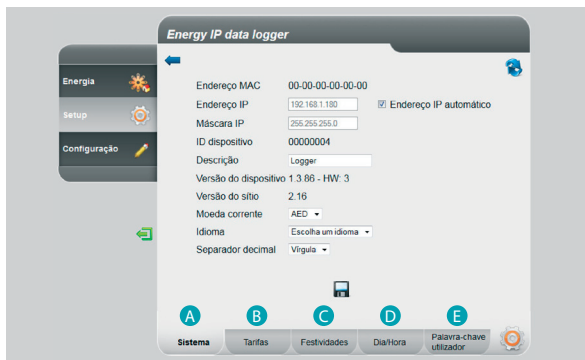 Energy IP data logger
Energia
Setup
Configuração
Endereço MAC 00-00-00-00-00-00
Endereço IP 192.168.1.180 Endereço IP automático
Máscara IP 255.255.255.0
ID dispositivo 00000004
Descrição Logger
Versão do dispositivo 1.3.86 - HW: 3
Versão do sítio 2.16
Moeda corrente AED
Idioma Escolha um idioma
Separador decimal Vírgula
A B C D E
Sistema Tarifas Festividades Dia/Hora Palavra-chave
utilizador